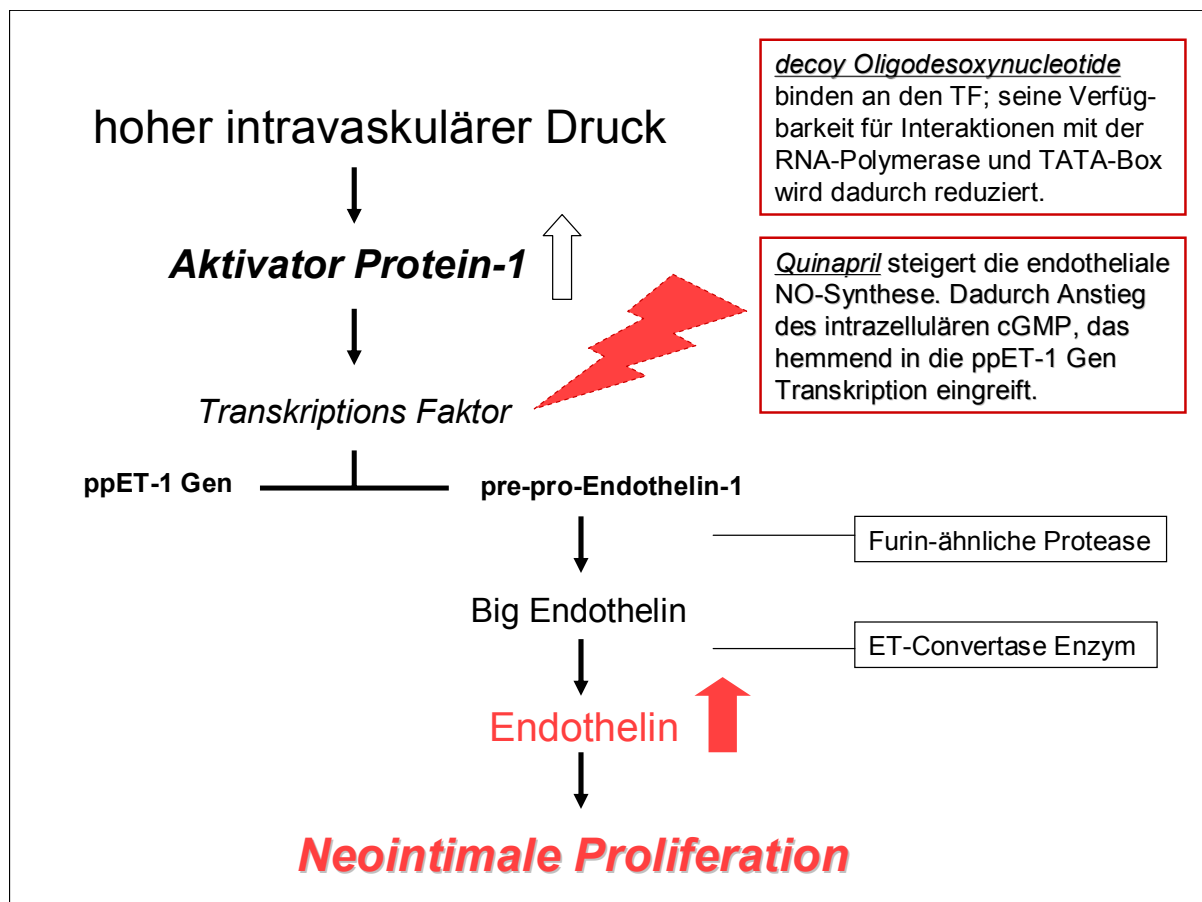 hoher intravaskulärer Druck
Aktivator Protein-1
Transkriptions Faktor
ppET-1 Gen
pre-pro-Endothelin-1
Big Endothelin
Endothelin
Neointimale Proliferation
decoy Oligodesoxynucleotide
binden an den TF; seine Verfüg-
barkeit für Interaktionen mit der
RNA-Polymerase und TATA-Box
wird dadurch reduziert.
Quinapril steigert die endotheliale
NO-Synthese. Dadurch Anstieg
des intrazellulären cGMP, das
hemmend in die ppET-1 Gen
Transkription eingreift.
Furin-ähnliche Protease
ET-Convertase Enzym